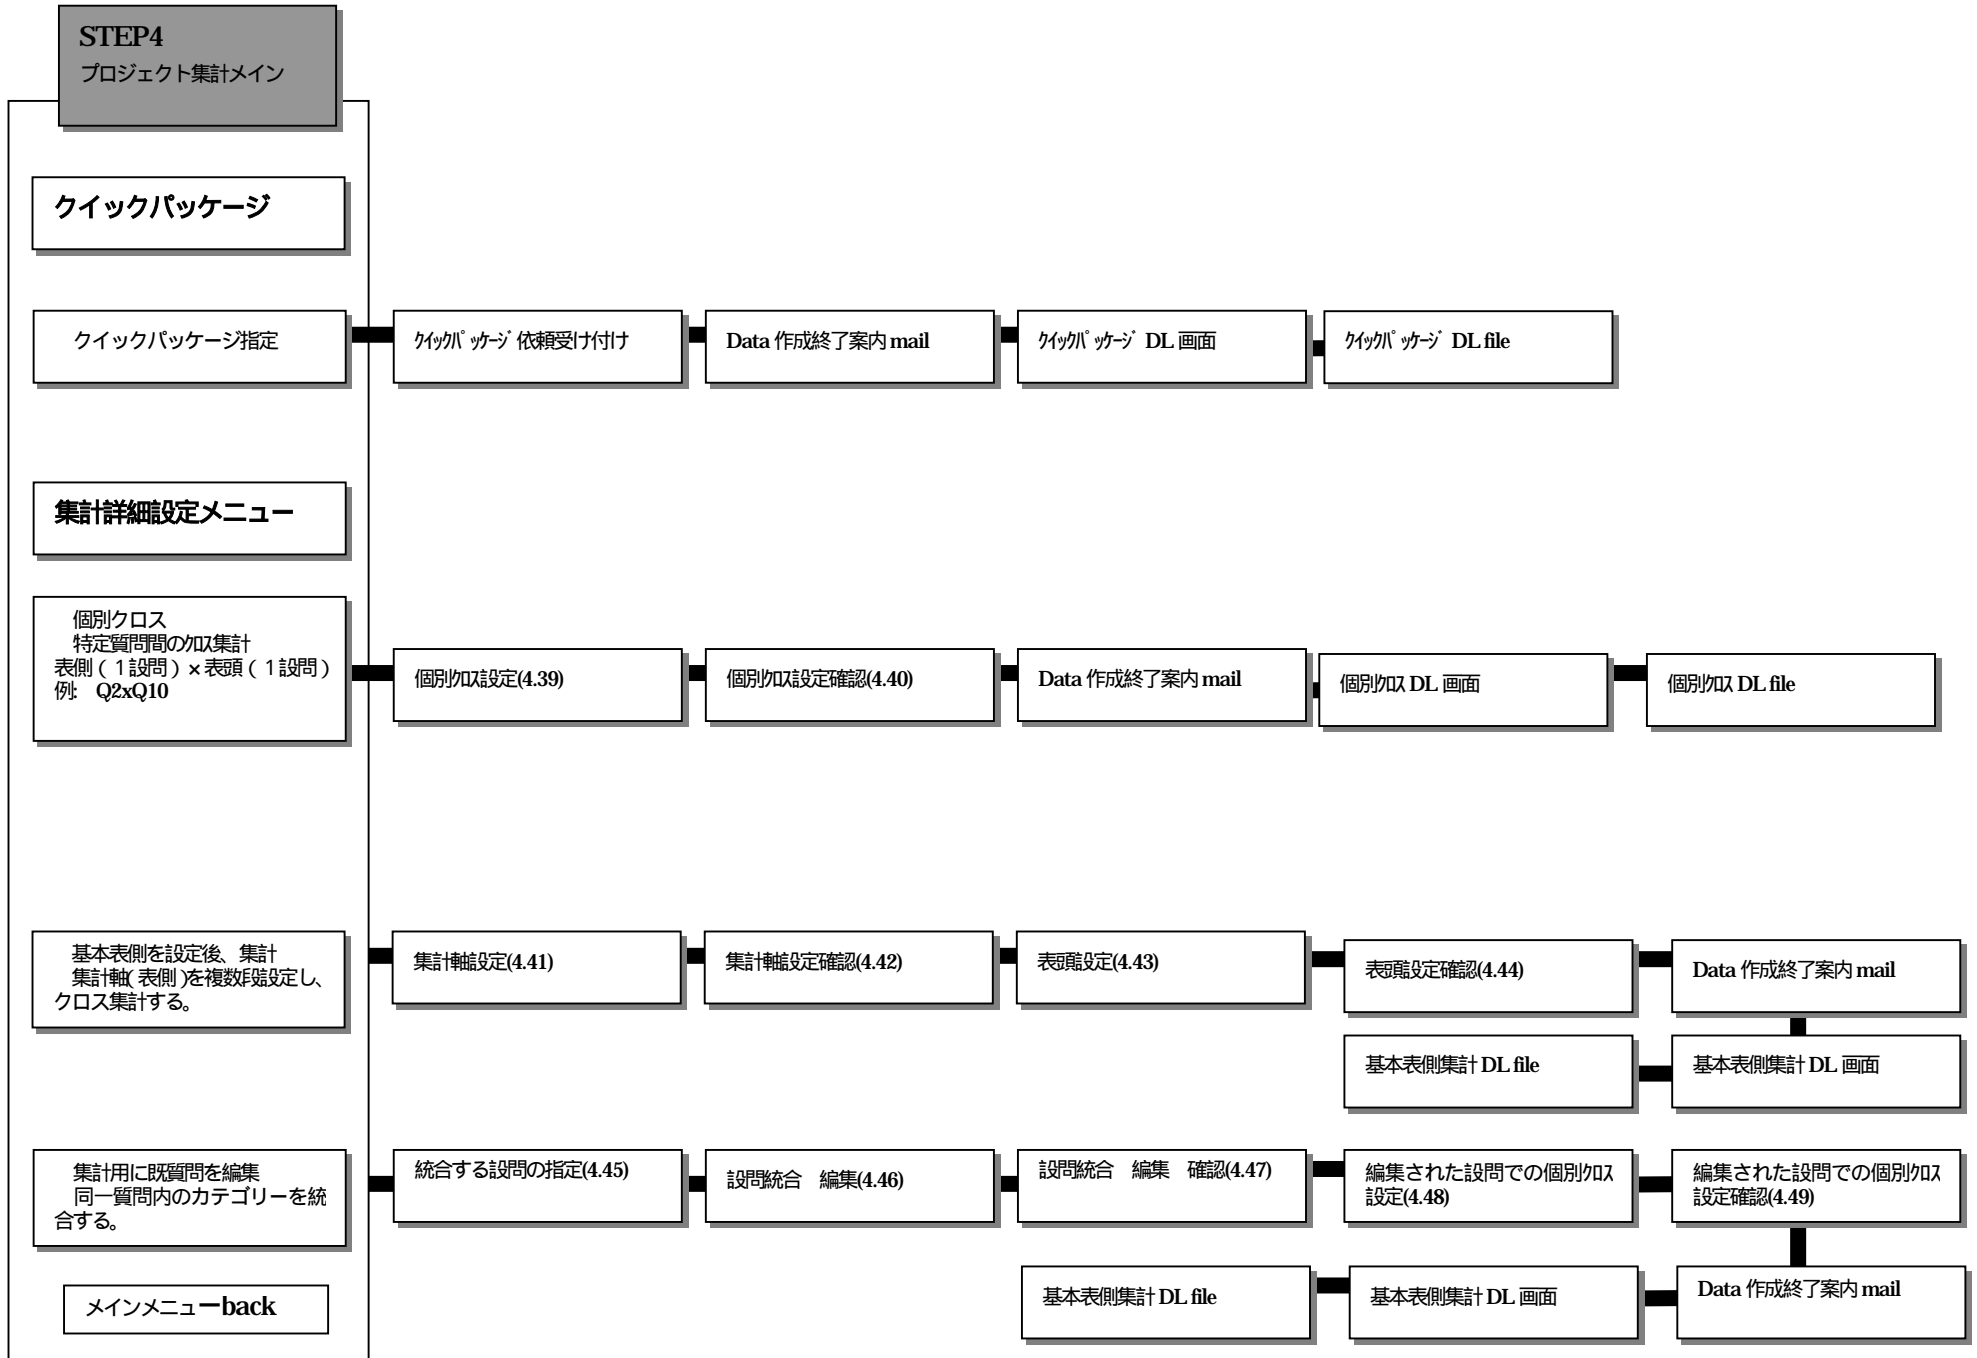 STEP4
プロジェクト集計メイン
クイックパッケージ
クイックパッケージ指定
ｸｲｯｸﾊﾟｯｹｰｼﾞ依頼受け付け
Data 作成終了案内 mail
ｸｲｯｸﾊﾟｯｹｰｼﾞ DL 画面
ｸｲｯｸﾊﾟｯｹｰｼﾞ DL file
集計詳細設定メニュー
個別クロス
特定質問間のｸﾛｽ集計
表側（１設問）×表頭（１設問）
例:　Q2xQ10
個別ｸﾛｽ設定(4.39)
個別ｸﾛｽ設定確認(4.40)
Data 作成終了案内 mail
個別ｸﾛｽ DL 画面
個別ｸﾛｽ DL file
基本表側を設定後、集計
集計軸(表側)を複数段設定し、
クロス集計する。
集計軸設定(4.41)
集計軸設定確認(4.42)
表頭設定(4.43)
表頭設定確認(4.44)
Data 作成終了案内 mail
基本表側集計 DL file
基本表側集計 DL 画面
集計用に既質問を編集
同一質問内のカテゴリーを統
合する。
統合する設問の指定(4.45)
設問統合　編集(4.46)
設問統合　編集　確認(4.47)
編集された設問での個別ｸﾛｽ
設定(4.48)
編集された設問での個別ｸﾛｽ
設定確認(4.49)
基本表側集計 DL file
基本表側集計 DL 画面
Data 作成終了案内 mail
メインメニューback